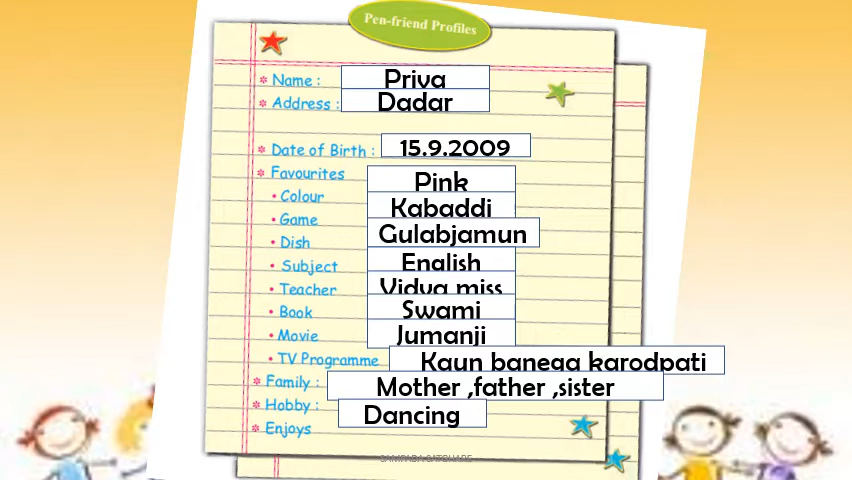 Pen-friend Profiles
Name : Priya
Address : Dadar
Date of Birth : 15.9.2009
Favourites
• Colour Pink
• Game Kabaddi
• Dish Gulabjamun
• Subject English
• Teacher Vidya miss
• Book Swami
• Movie Jumanji
• TV Programme Kaun banega karodpati
Family : Mother ,father ,sister
Hobby : Dancing
Enjoys